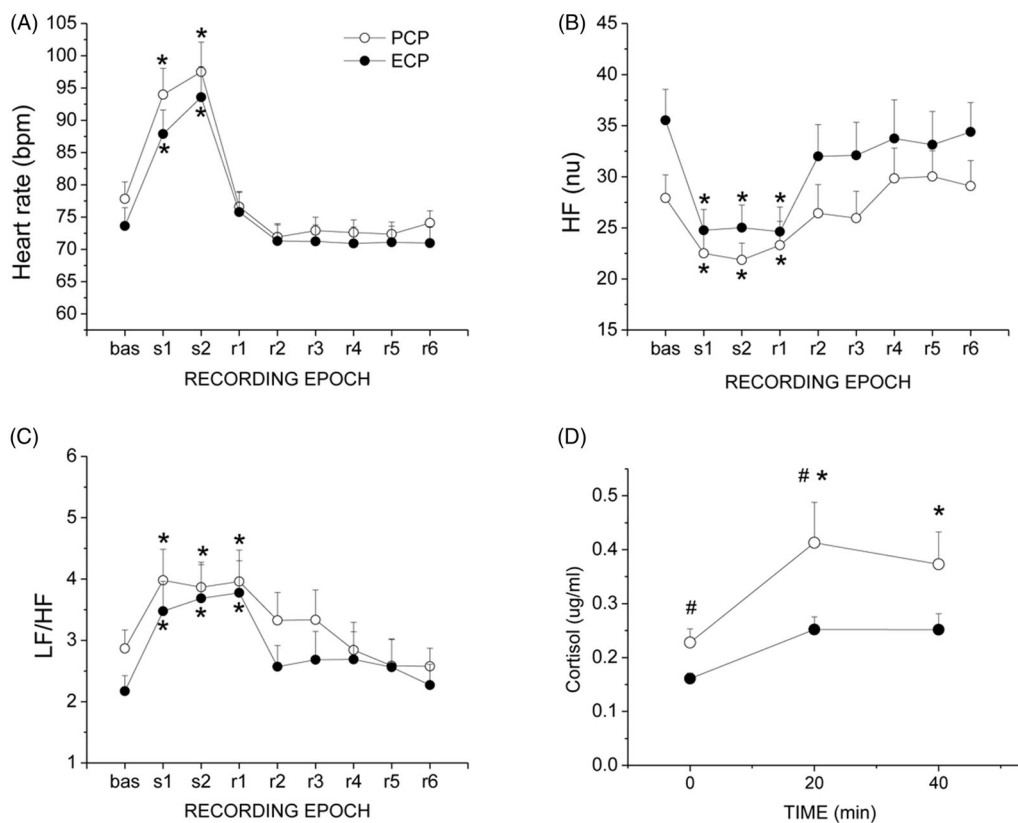 (A)
105
100
95
90
85
80
75
70
65
60
Heart rate (bpm)
PCP
ECP
*
*
*
*
bas s1 s2 r1 r2 r3 r4 r5 r6
RECORDING EPOCH
(B)
45
40
35
30
25
20
15
HF (nu)
* * *
* * *
bas s1 s2 r1 r2 r3 r4 r5 r6
RECORDING EPOCH
(C)
6
5
4
3
2
1
LF/HF
* * *
* * *
bas s1 s2 r1 r2 r3 r4 r5 r6
RECORDING EPOCH
(D)
0.5
0.4
0.3
0.2
0.1
0.0
Cortisol (ug/ml)
#
# *
*
0 20 40
TIME (min)